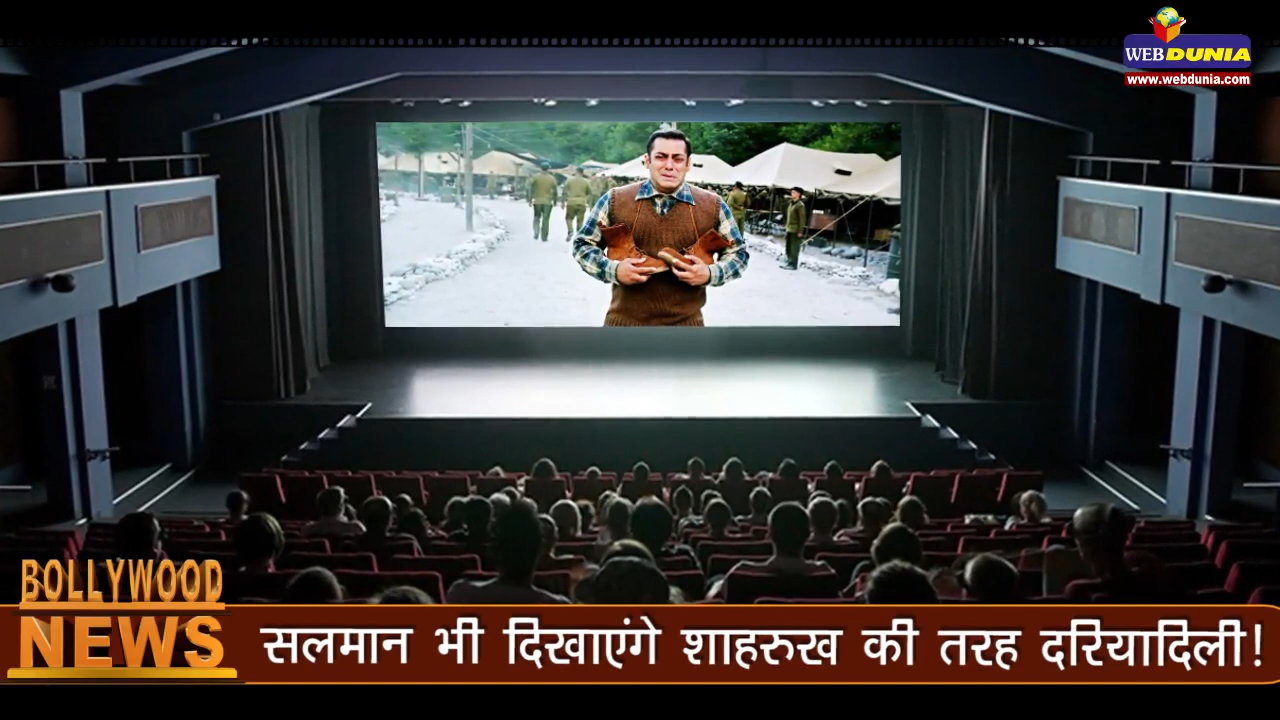 WEBDUNIA
www.webdunia.com
BOLLYWOOD
NEWS
सलमान भी दिखाएंगे शाहरुख की तरह दरियादिली!